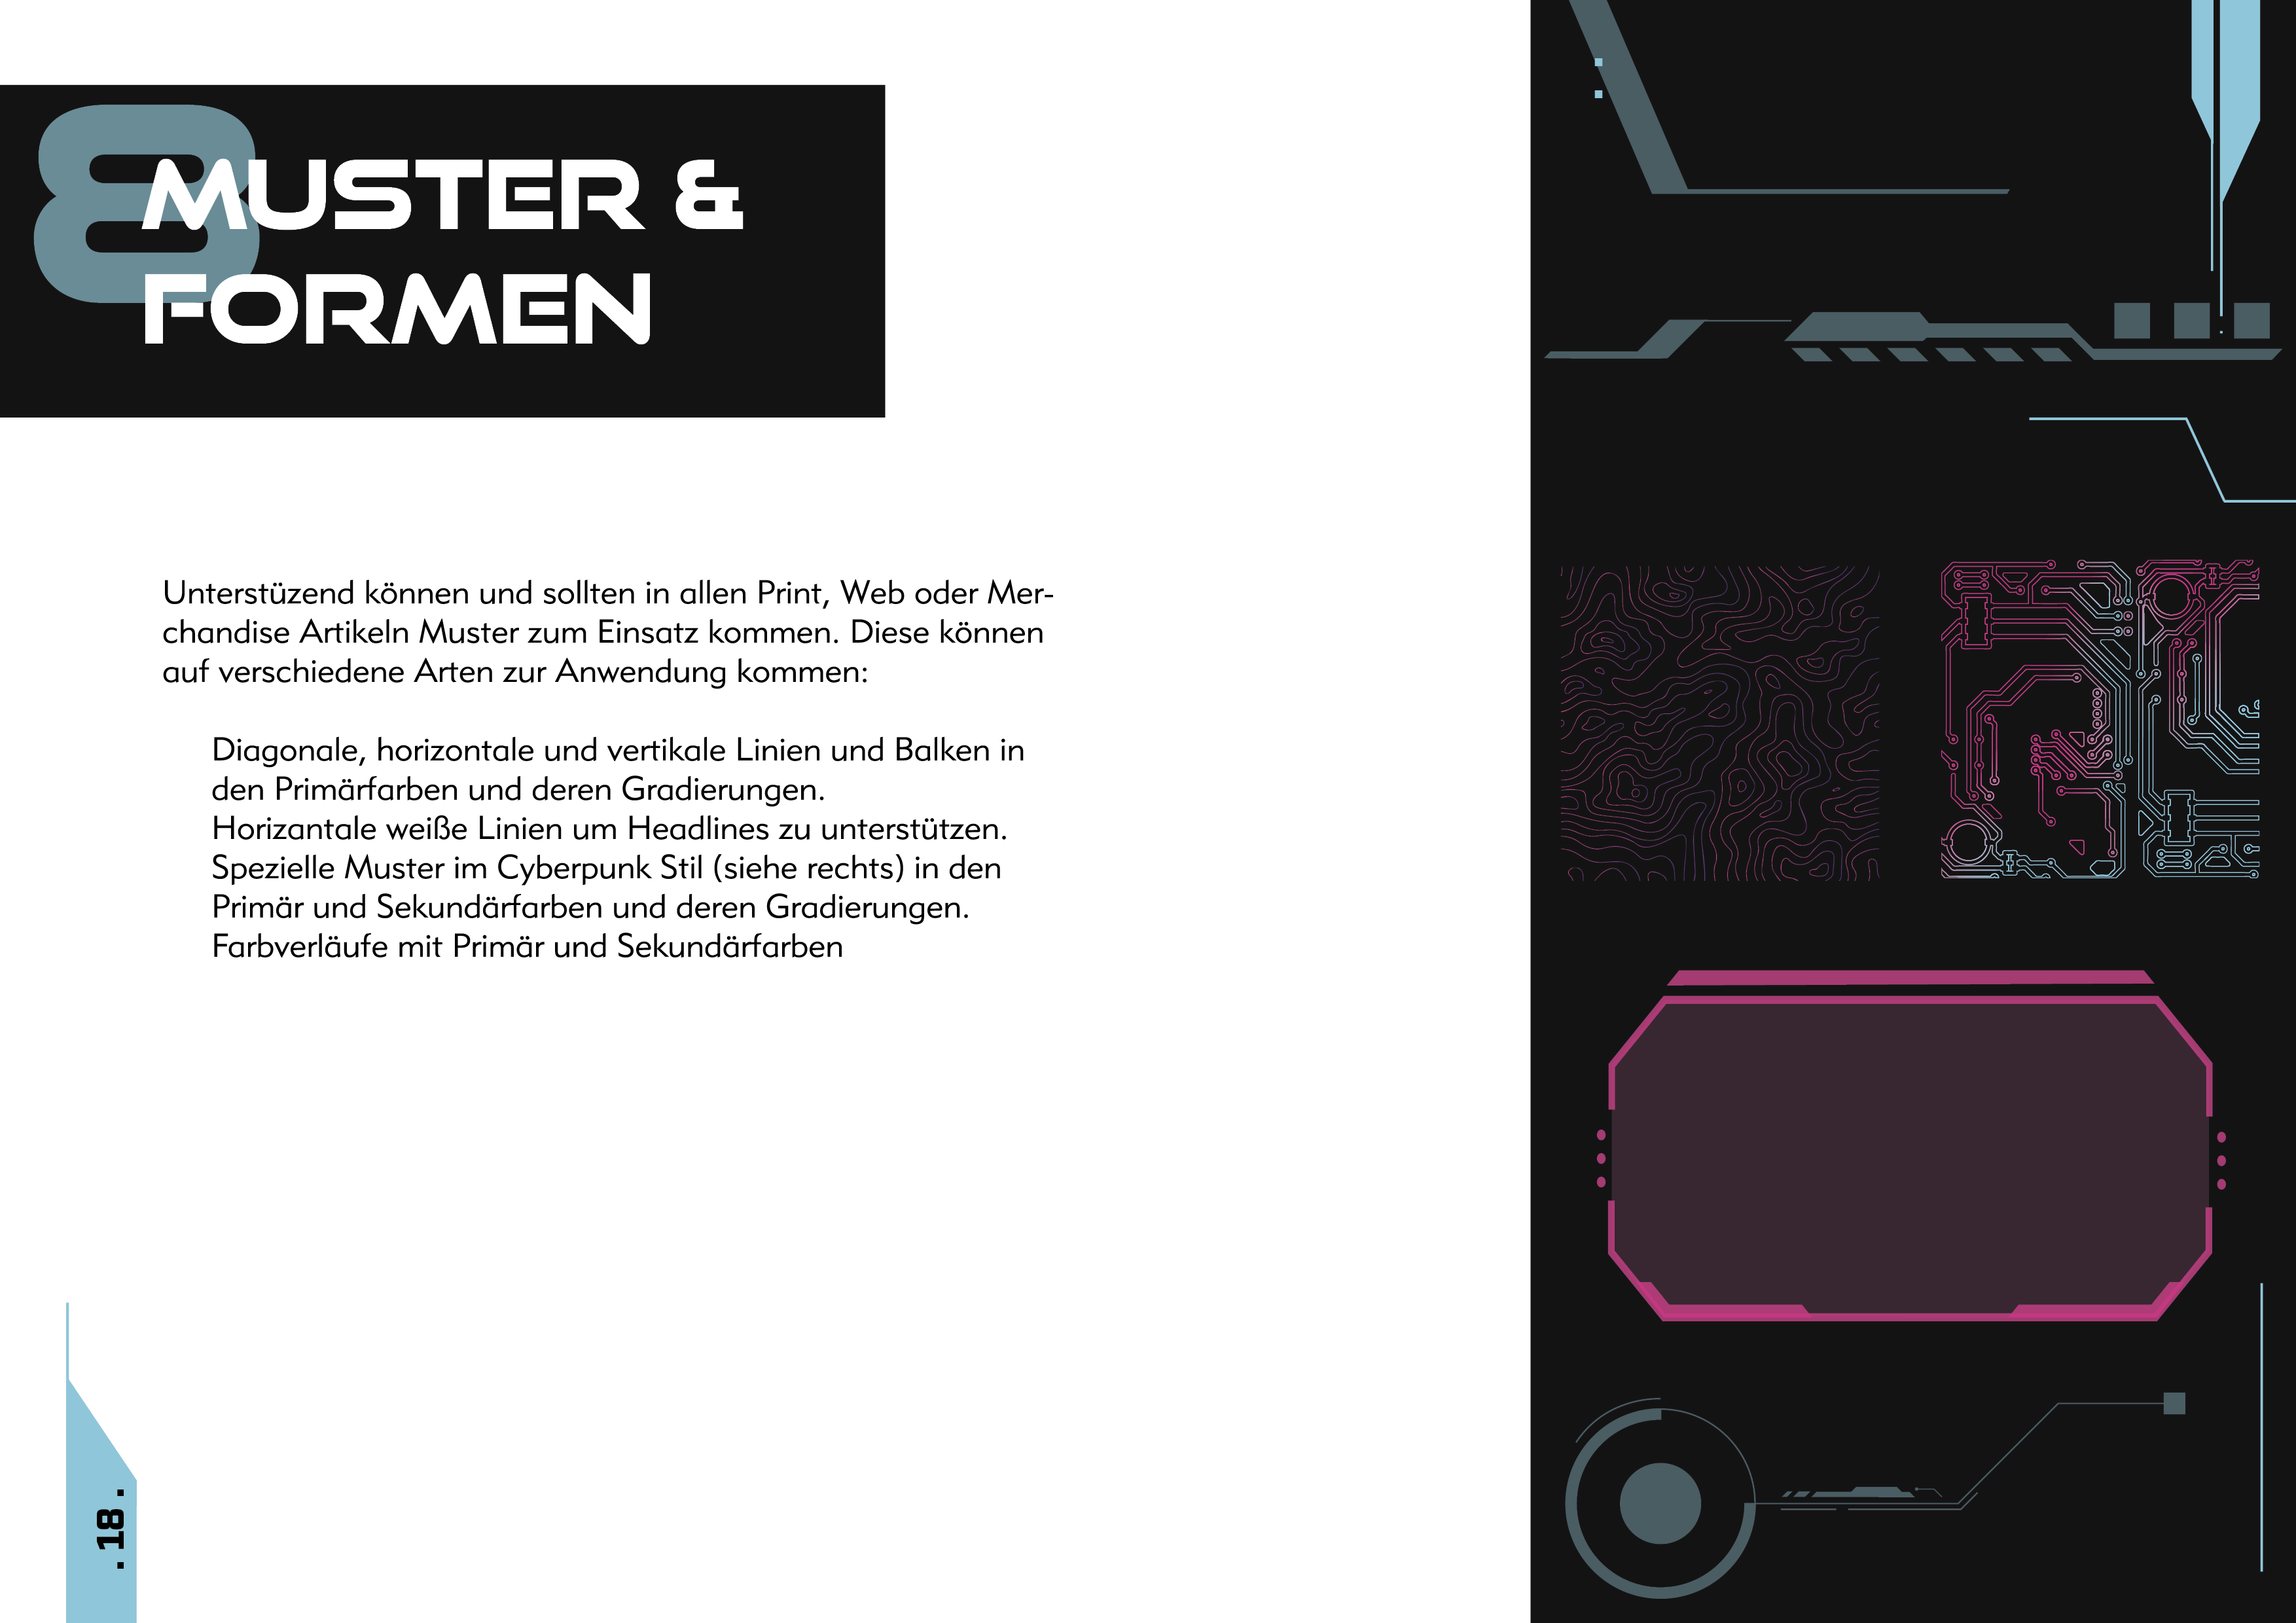 8
MUSTER &
FORMEN
Unterstüzend können und sollten in allen Print, Web oder Mer-
chandise Artikeln Muster zum Einsatz kommen. Diese können
auf verschiedene Arten zur Anwendung kommen:
Diagonale, horizontale und vertikale Linien und Balken in
den Primärfarben und deren Gradierungen.
Horizantale weiße Linien um Headlines zu unterstützen.
Spezielle Muster im Cyberpunk Stil (siehe rechts) in den
Primär und Sekundärfarben und deren Gradierungen.
Farbverläufe mit Primär und Sekundärfarben
. 18 .